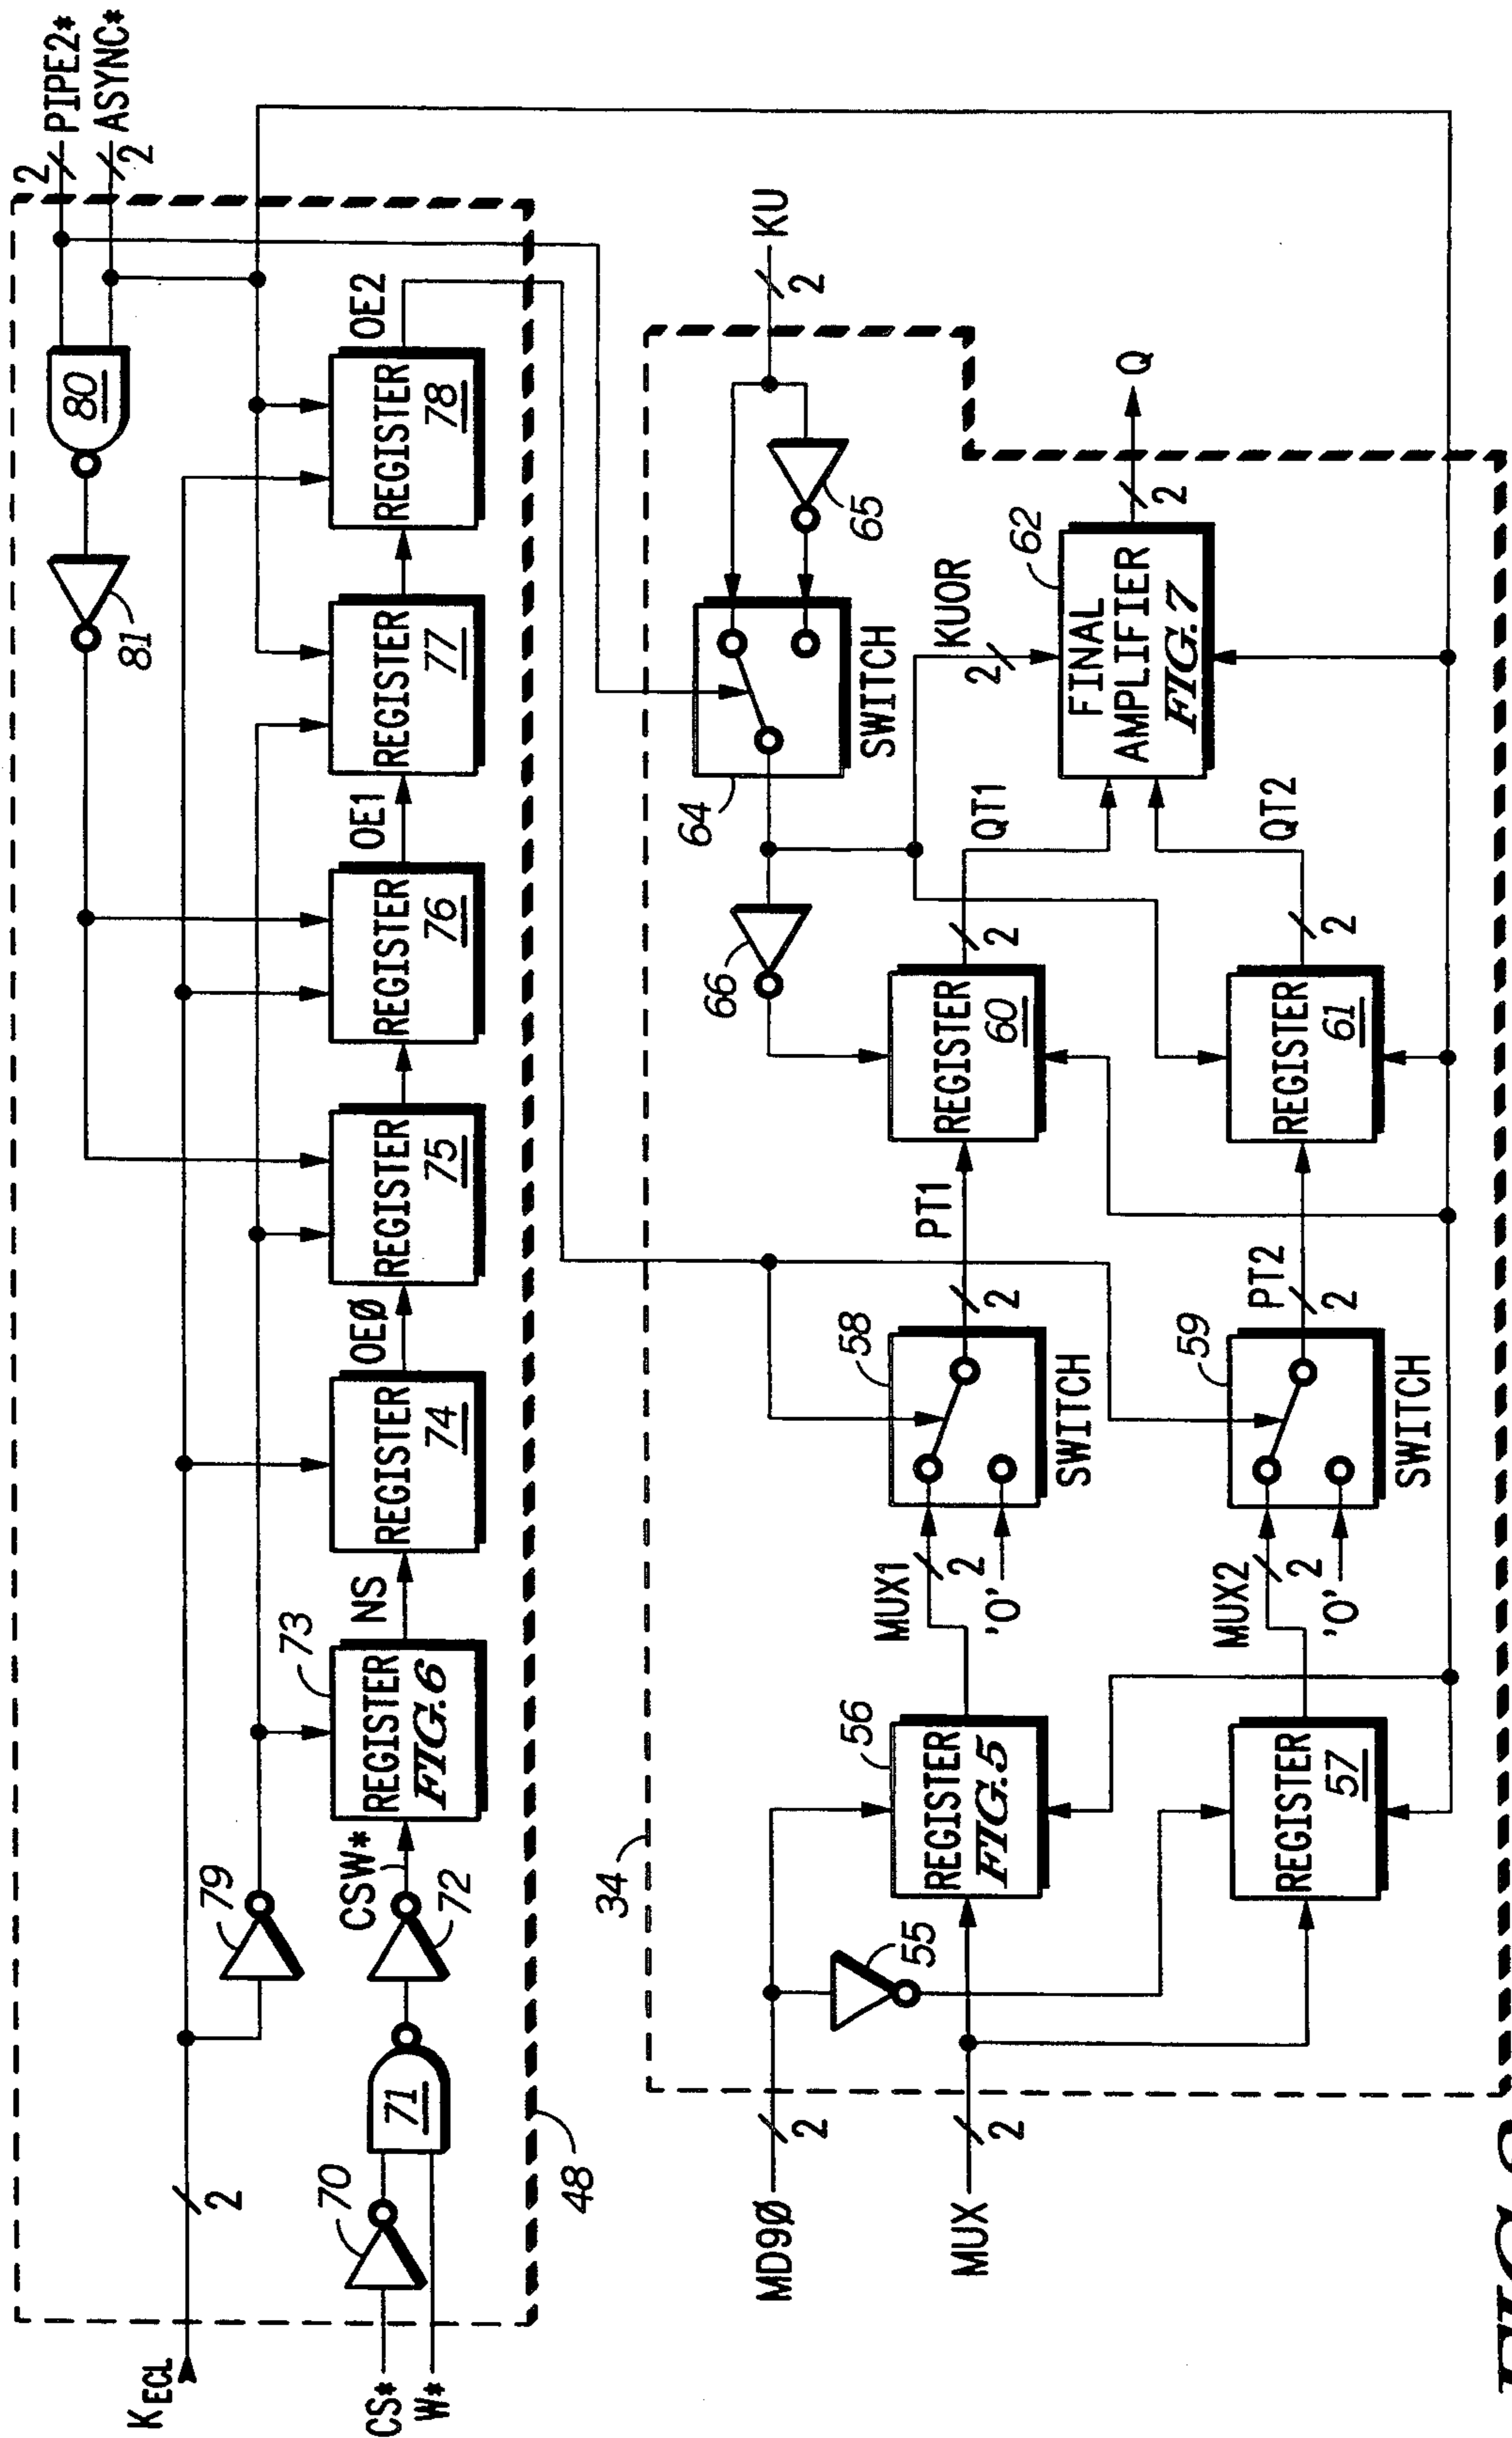 2
PIPE2*
ASYNC*
2
80
81
KECL
2
79
CS*
W*
70
71
CSW*
72
73
REGISTER
FIG.6
NS
REGISTER
74
OEØ
REGISTER
75
REGISTER
76
OE1
REGISTER
77
REGISTER
78
OE2
48
34
KU
2
65
64
SWITCH
66
KUOR
2
MD9Ø
2
MUX
2
55
56
REGISTER
FIG.5
REGISTER
57
MUX1
2
'0'
58
SWITCH
MUX2
2
'0'
59
SWITCH
PT1
2
PT2
2
REGISTER
60
REGISTER
61
2
QT1
2
QT2
62
FINAL
AMPLIFIER
FIG.7
2
Q